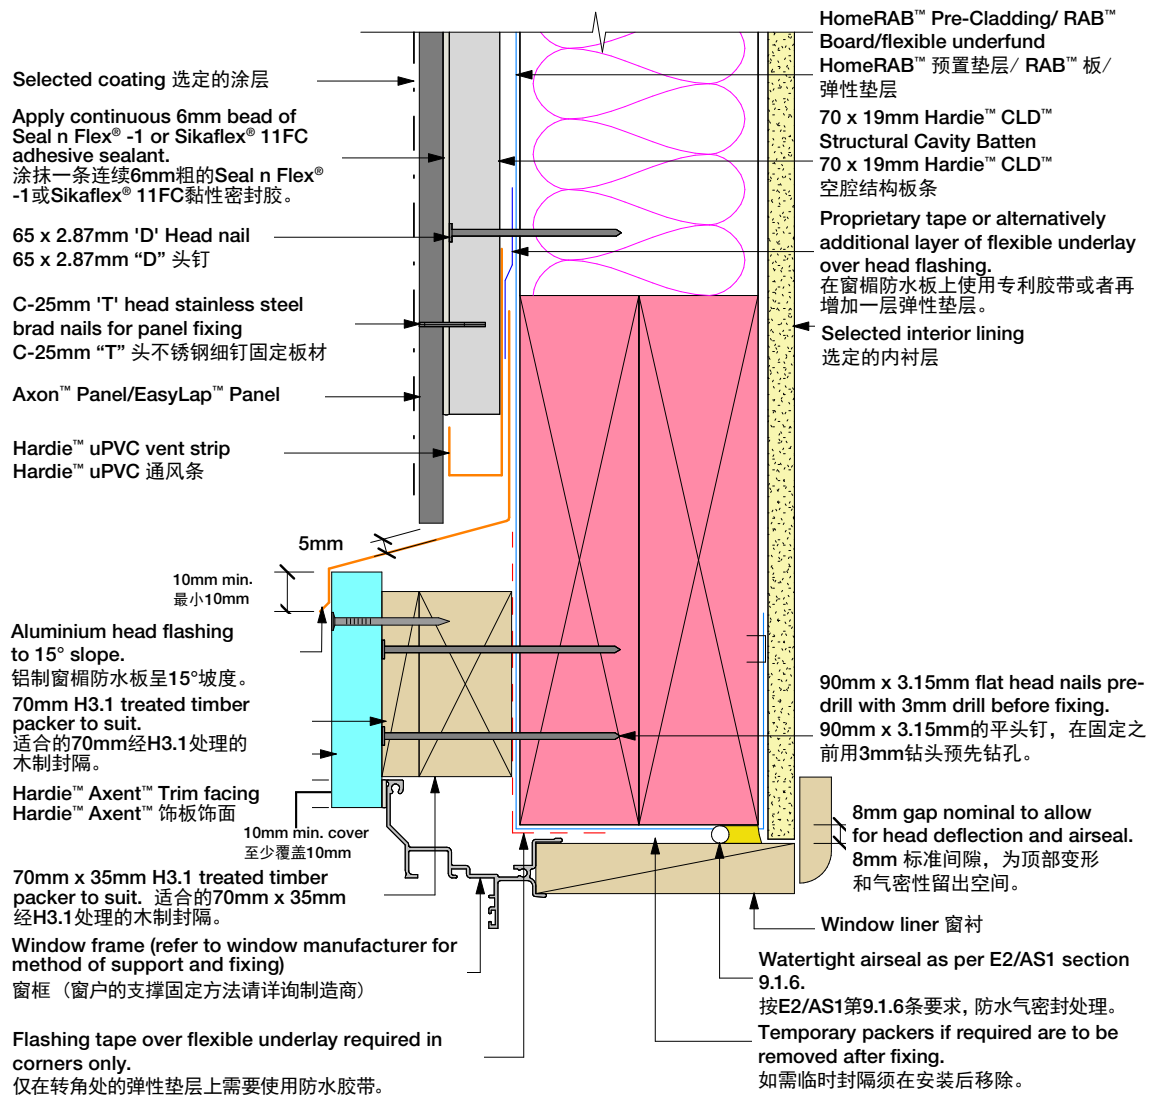 Selected coating 选定的涂层
Apply continuous 6mm bead of
Seal n Flex® -1 or Sikaflex® 11FC
adhesive sealant.
涂抹一条连续6mm粗的Seal n Flex®
-1或Sikaflex® 11FC黏性密封胶。
65 x 2.87mm 'D' Head nail
65 x 2.87mm “D” 头钉
C-25mm 'T' head stainless steel
brad nails for panel fixing
C-25mm “T” 头不锈钢细钉固定板材
Axon™ Panel/EasyLap™ Panel
Hardie™ uPVC vent strip
Hardie™ uPVC 通风条
5mm
10mm min.
最小10mm
Aluminium head flashing
to 15° slope.
铝制窗楣防水板呈15°坡度。
70mm H3.1 treated timber
packer to suit.
适合的70mm经H3.1处理的
木制封隔。
Hardie™ Axent™ Trim facing
Hardie™ Axent™ 饰板饰面
10mm min. cover
至少覆盖10mm
70mm x 35mm H3.1 treated timber
packer to suit. 适合的70mm x 35mm
经H3.1处理的木制封隔。
Window frame (refer to window manufacturer for
method of support and fixing)
窗框（窗户的支撑固定方法请详询制造商）
Flashing tape over flexible underlay required in
corners only.
仅在转角处的弹性垫层上需要使用防水胶带。
HomeRAB™ Pre-Cladding/ RAB™
Board/flexible underfund
HomeRAB™ 预置垫层/ RAB™ 板/
弹性垫层
70 x 19mm Hardie™ CLD™
Structural Cavity Batten
70 x 19mm Hardie™ CLD™
空腔结构板条
Proprietary tape or alternatively
additional layer of flexible underlay
over head flashing.
在窗楣防水板上使用专利胶带或者再
增加一层弹性垫层。
Selected interior lining
选定的内衬层
90mm x 3.15mm flat head nails pre-
drill with 3mm drill before fixing.
90mm x 3.15mm的平头钉，在固定之
前用3mm钻头预先钻孔。
8mm gap nominal to allow
for head deflection and airseal.
8mm 标准间隙，为顶部变形
和气密性留出空间。
Window liner 窗衬
Watertight airseal as per E2/AS1 section
9.1.6.
按E2/AS1第9.1.6条要求, 防水气密封处理。
Temporary packers if required are to be
removed after fixing.
如需临时封隔须在安装后移除。